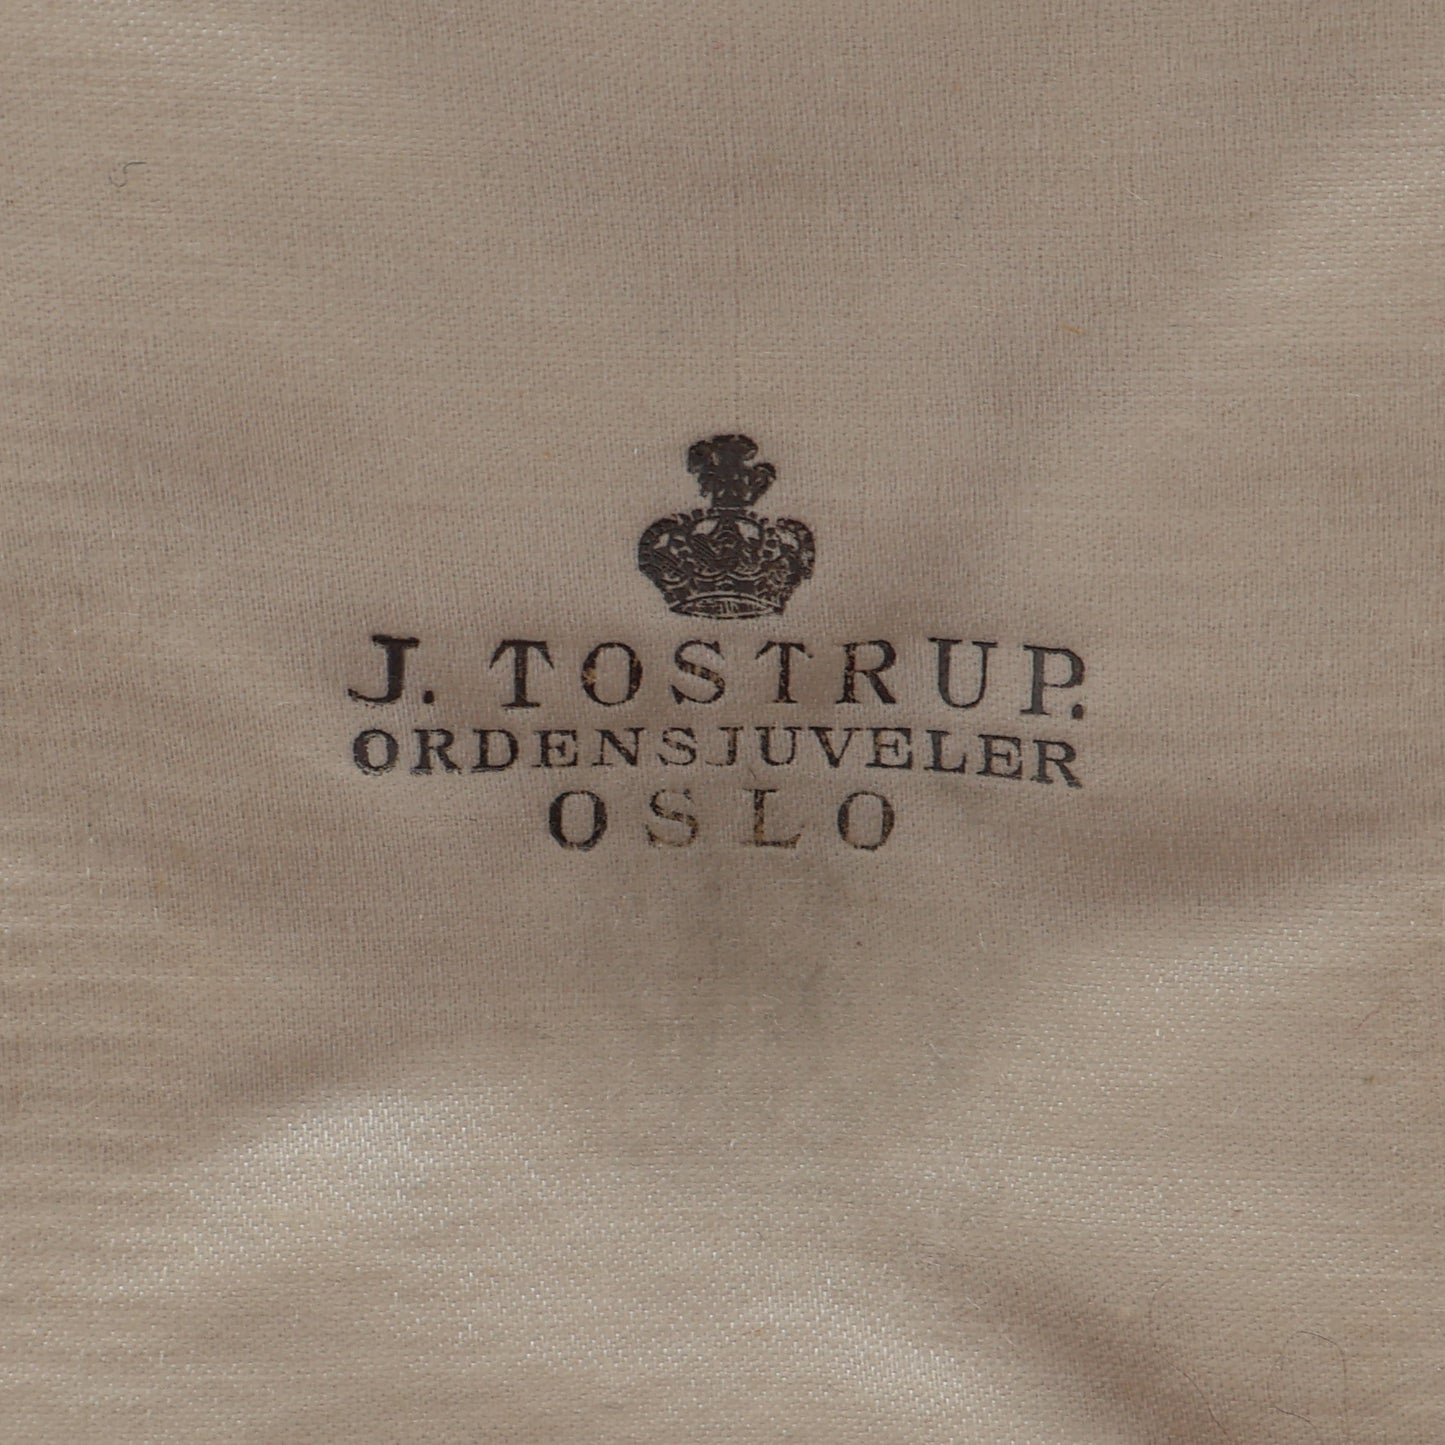 J. TOSTRUP.
ORDENSJUVELER
OSLO